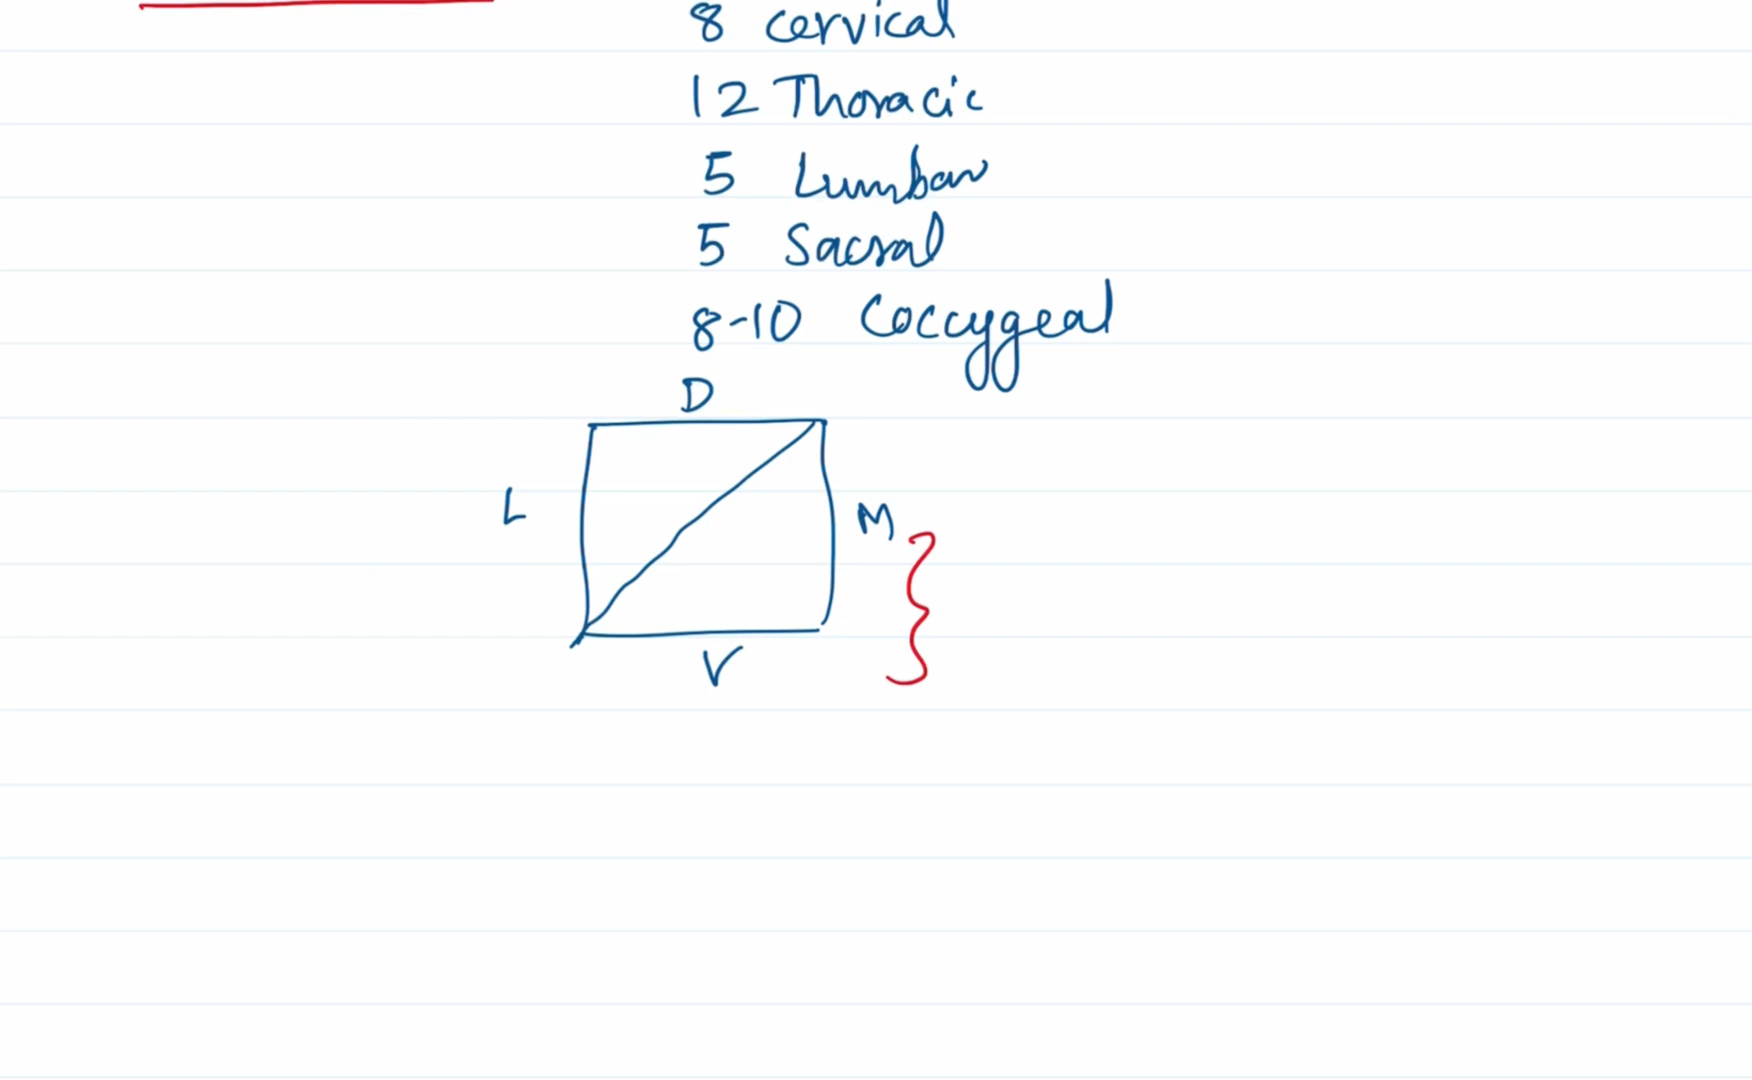 8 Cervical
12 Thoracic
5 Lumbar
5 Sacral
8-10 Coccygeal
D
L
M
V